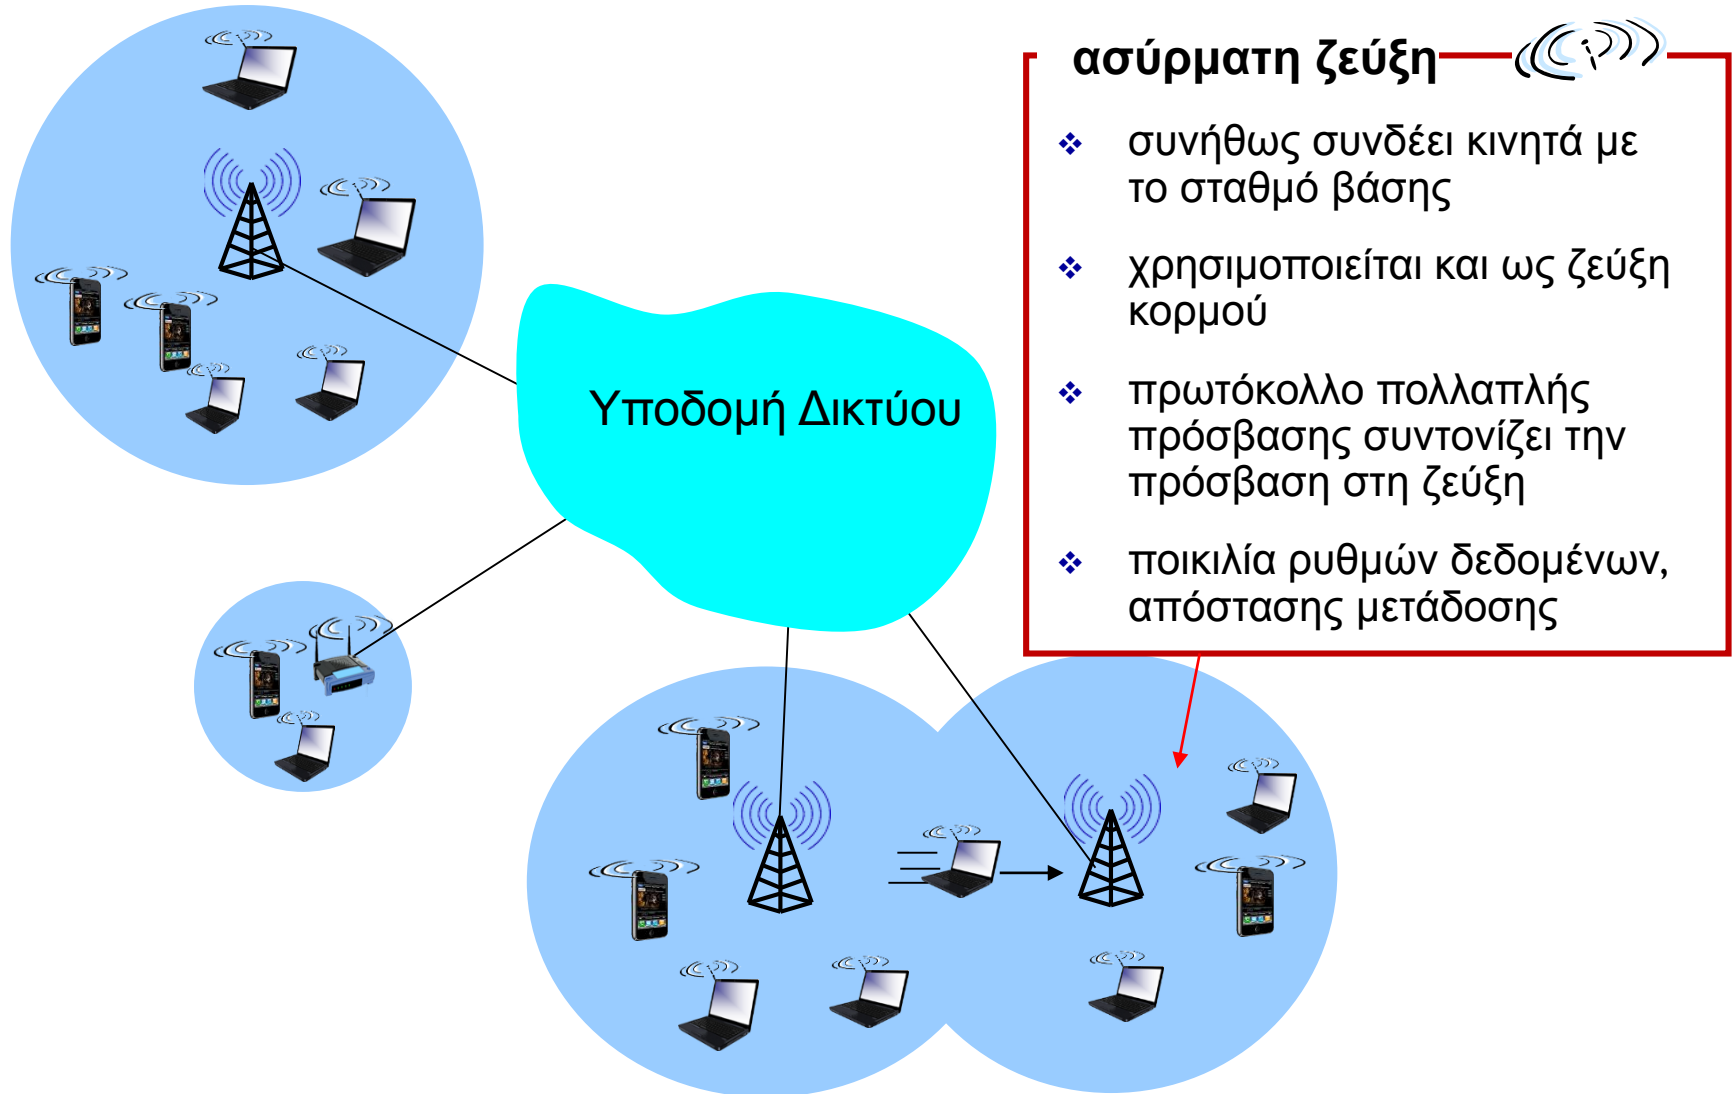 ασύρματη ζεύξη
συνήθως συνδέει κινητά με
το σταθμό βάσης
χρησιμοποιείται και ως ζεύξη
κορμού
πρωτόκολλο πολλαπλής
πρόσβασης συντονίζει την
πρόσβαση στη ζεύξη
ποικιλία ρυθμών δεδομένων,
απόστασης μετάδοσης
Υποδομή Δικτύου